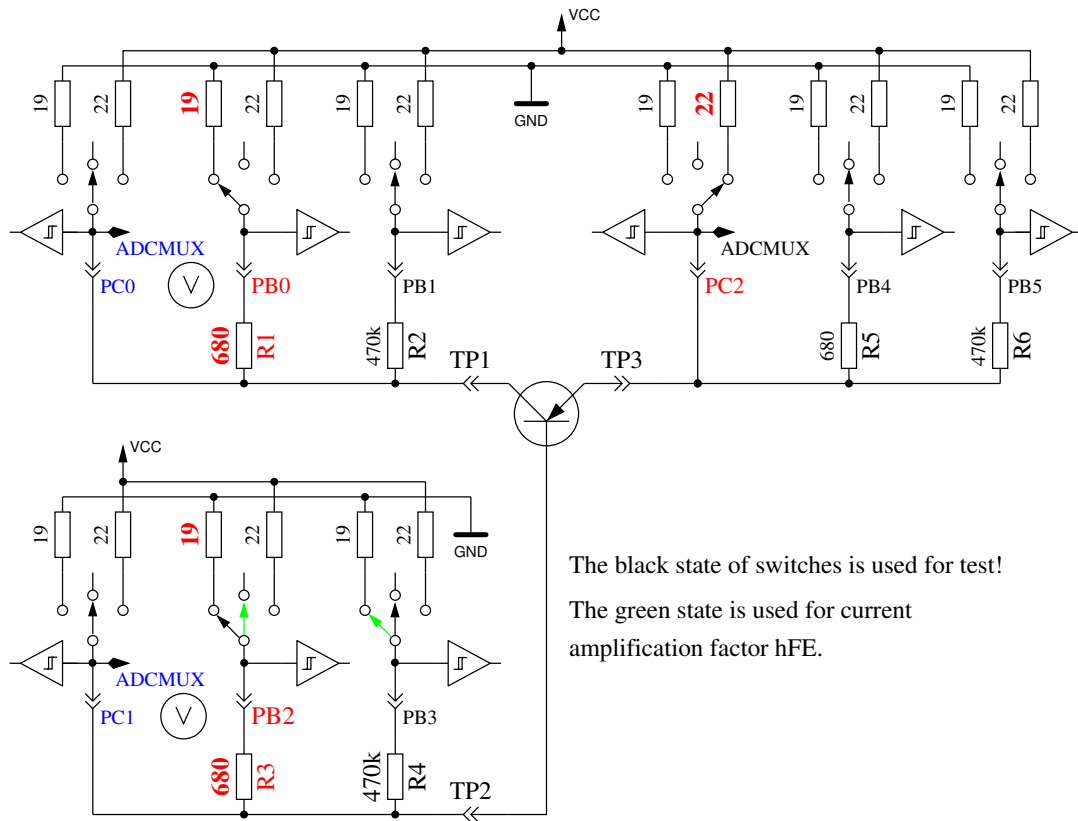 VCC
19
22
19
22
19
22
GND
19
22
19
22
19
22
ADCMUX
ADCMUX
PC0
V
PB0
PB1
PC2
PB4
PB5
680
R1
470k
R2
680
R5
470k
R6
TP1
TP3
VCC
19
22
19
22
19
22
GND
The black state of switches is used for test!
The green state is used for current
amplification factor hFE.
ADCMUX
PC1
V
PB2
PB3
680
R3
470k
R4
TP2